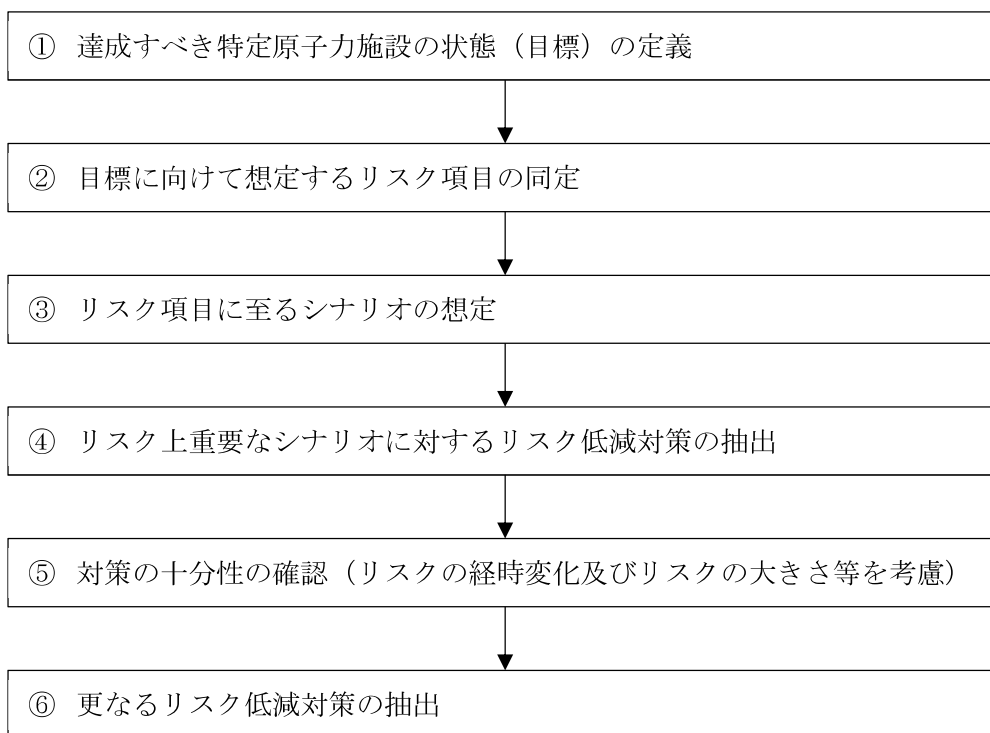 ① 達成すべき特定原子力施設の状態（目標）の定義
② 目標に向けて想定するリスク項目の同定
③ リスク項目に至るシナリオの想定
④ リスク上重要なシナリオに対するリスク低減対策の抽出
⑤ 対策の十分性の確認（リスクの経時変化及びリスクの大きさ等を考慮）
⑥ 更なるリスク低減対策の抽出